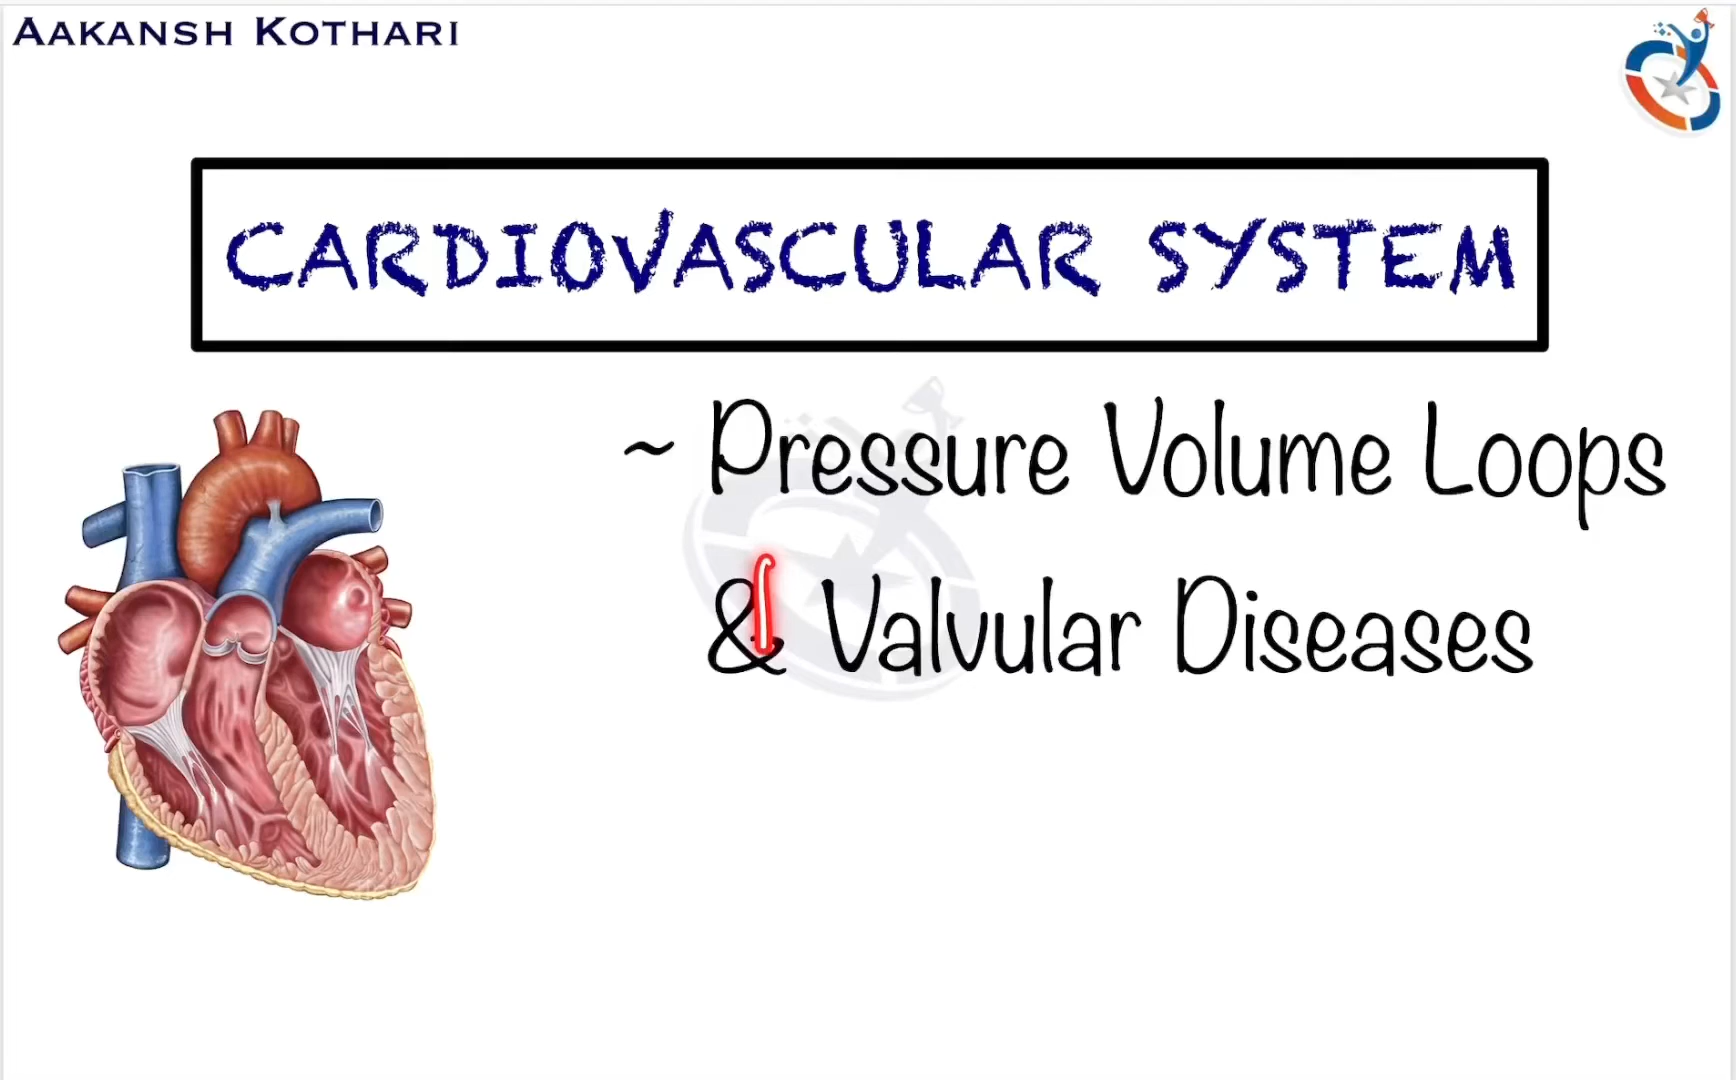 AAKANSH KOTHARI
CARDIOVASCULAR SYSTEM
~ Pressure Volume Loops
& Valvular Diseases